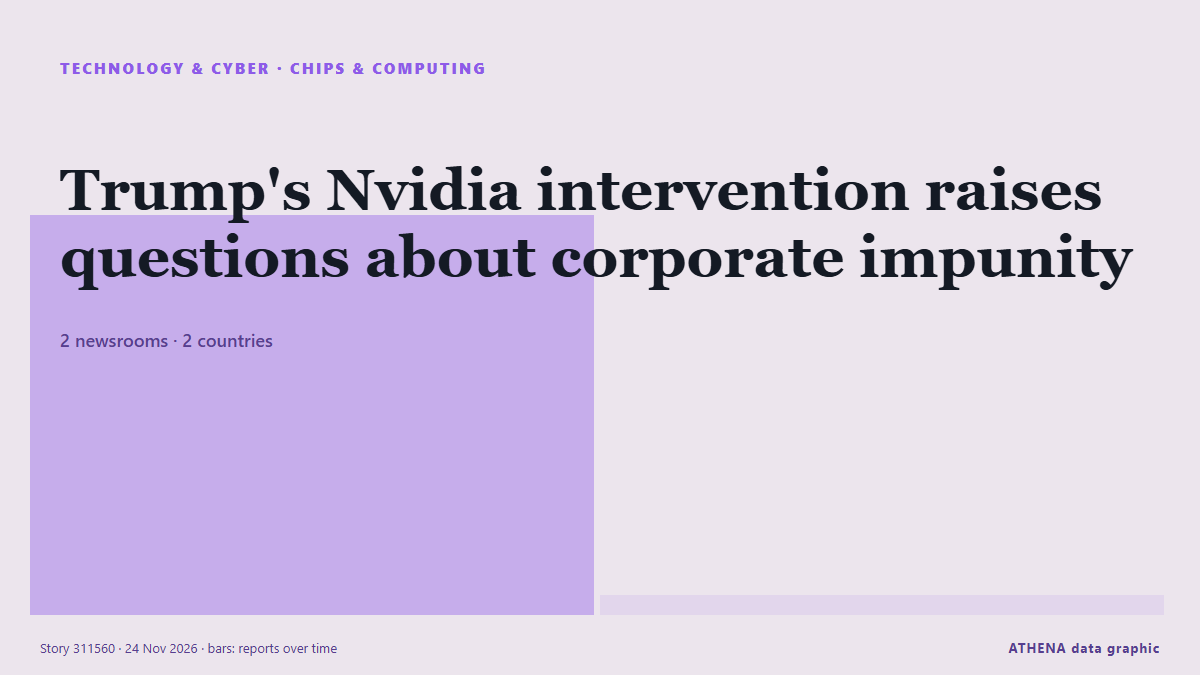 TECHNOLOGY & CYBER · CHIPS & COMPUTING
Trump's Nvidia intervention raises
questions about corporate impunity
2 newsrooms · 2 countries
Story 311560 · 24 Nov 2026 · bars: reports over time
ATHENA data graphic